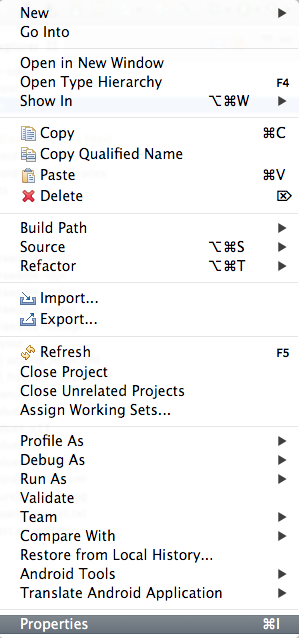 New
Go Into
Open in New Window
Open Type Hierarchy F4
Show In ⌥⌘W
Copy ⌘C
Copy Qualified Name
Paste ⌘V
Delete ⌦
Build Path
Source ⌥⌘S
Refactor ⌥⌘T
Import...
Export...
Refresh F5
Close Project
Close Unrelated Projects
Assign Working Sets...
Profile As
Debug As
Run As
Validate
Team
Compare With
Restore from Local History...
Android Tools
Translate Android Application
Properties ⌘I